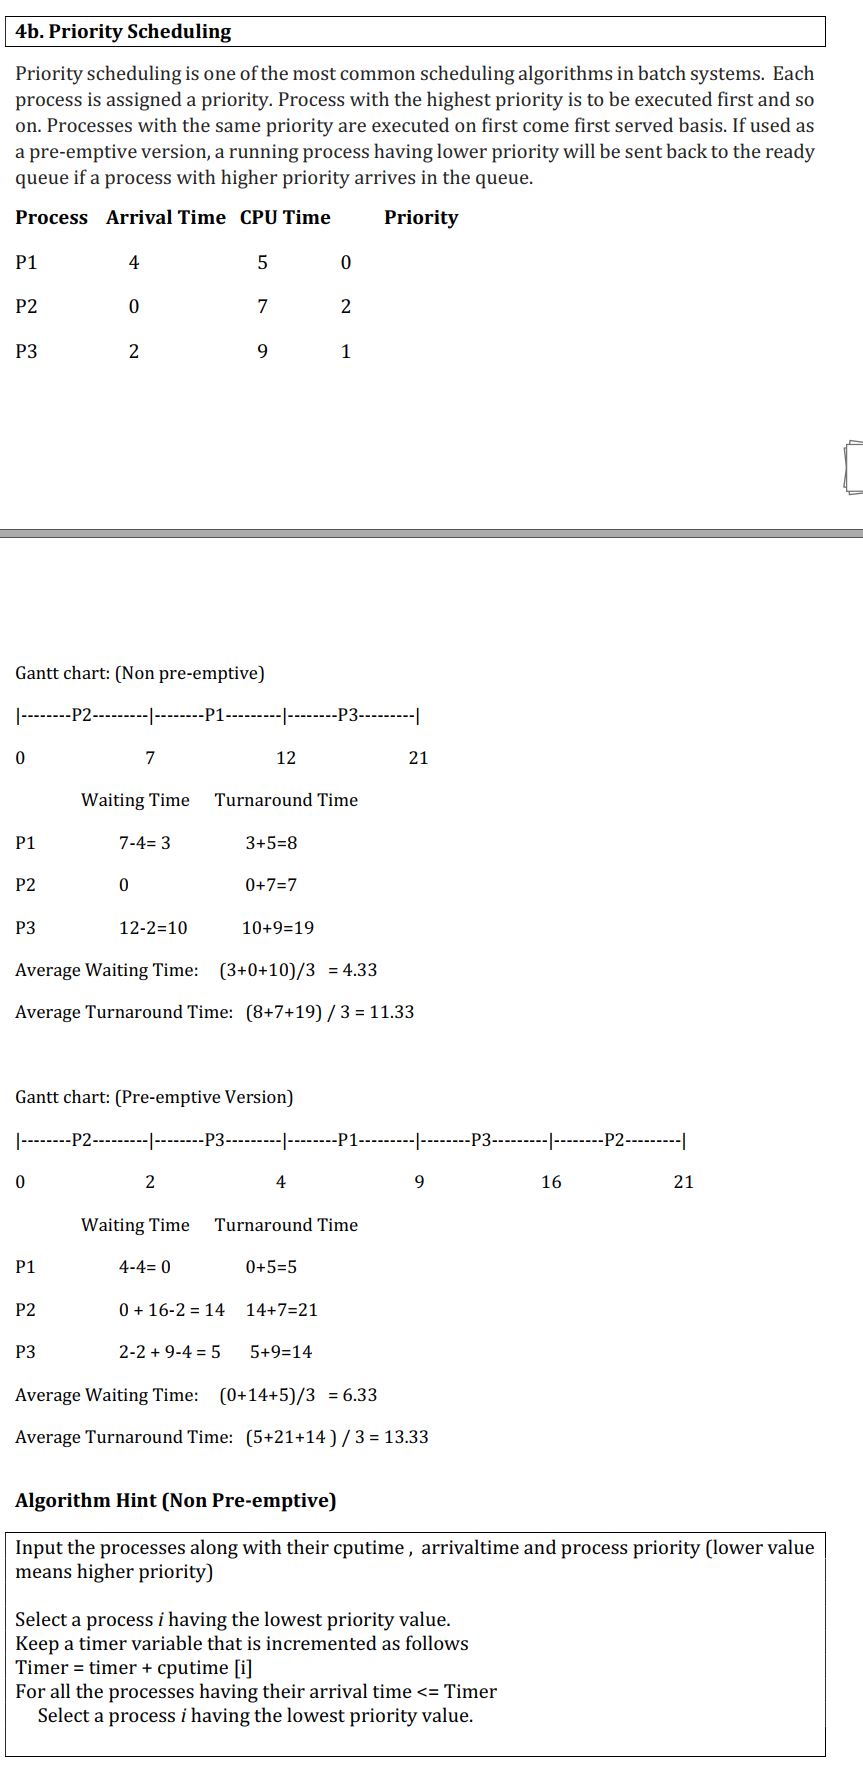 4b. Priority Scheduling
Priority scheduling is one of the most common scheduling algorithms in batch systems. Each
process is assigned a priority. Process with the highest priority is to be executed first and so
on. Processes with the same priority are executed on first come first served basis. If used as
a pre-emptive version, a running process having lower priority will be sent back to the ready
queue if a process with higher priority arrives in the queue.
Process Arrival Time CPU Time Priority
P1 4 5 0
P2 0 7 2
P3 2 9 1
Gantt chart: (Non pre-emptive)
|--------P2---------|--------P1---------|--------P3---------|
0 7 12 21
Waiting Time Turnaround Time
P1 7-4= 3 3+5=8
P2 0 0+7=7
P3 12-2=10 10+9=19
Average Waiting Time: (3+0+10)/3 = 4.33
Average Turnaround Time: (8+7+19) / 3 = 11.33
Gantt chart: (Pre-emptive Version)
|--------P2---------|--------P3---------|--------P1---------|--------P3---------|--------P2---------|
0 2 4 9 16 21
Waiting Time Turnaround Time
P1 4-4= 0 0+5=5
P2 0 + 16-2 = 14 14+7=21
P3 2-2 + 9-4 = 5 5+9=14
Average Waiting Time: (0+14+5)/3 = 6.33
Average Turnaround Time: (5+21+14 ) / 3 = 13.33
Algorithm Hint (Non Pre-emptive)
Input the processes along with their cputime , arrivaltime and process priority (lower value
means higher priority)
Select a process i having the lowest priority value.
Keep a timer variable that is incremented as follows
Timer = timer + cputime [i]
For all the processes having their arrival time <= Timer
Select a process i having the lowest priority value.